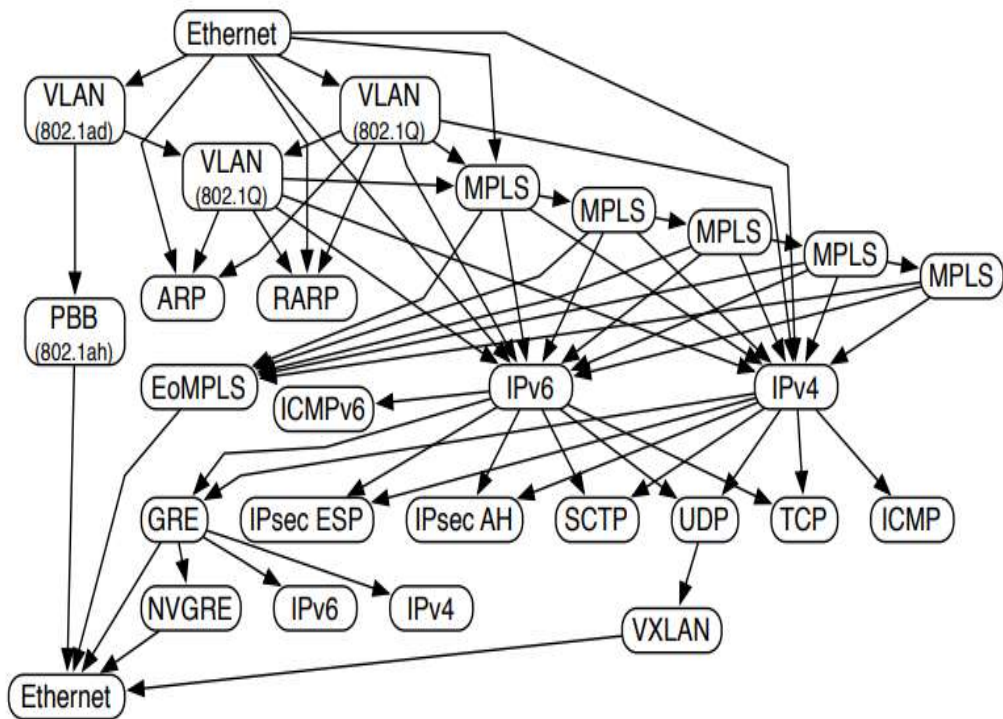 Ethernet
VLAN
(802.1ad)
VLAN
(802.1Q)
VLAN
(802.1Q)
MPLS
MPLS
MPLS
MPLS
MPLS
ARP
RARP
PBB
(802.1ah)
EoMPLS
ICMPv6
IPv6
IPv4
GRE
IPsec ESP
IPsec AH
SCTP
UDP
TCP
ICMP
NVGRE
IPv6
IPv4
VXLAN
Ethernet